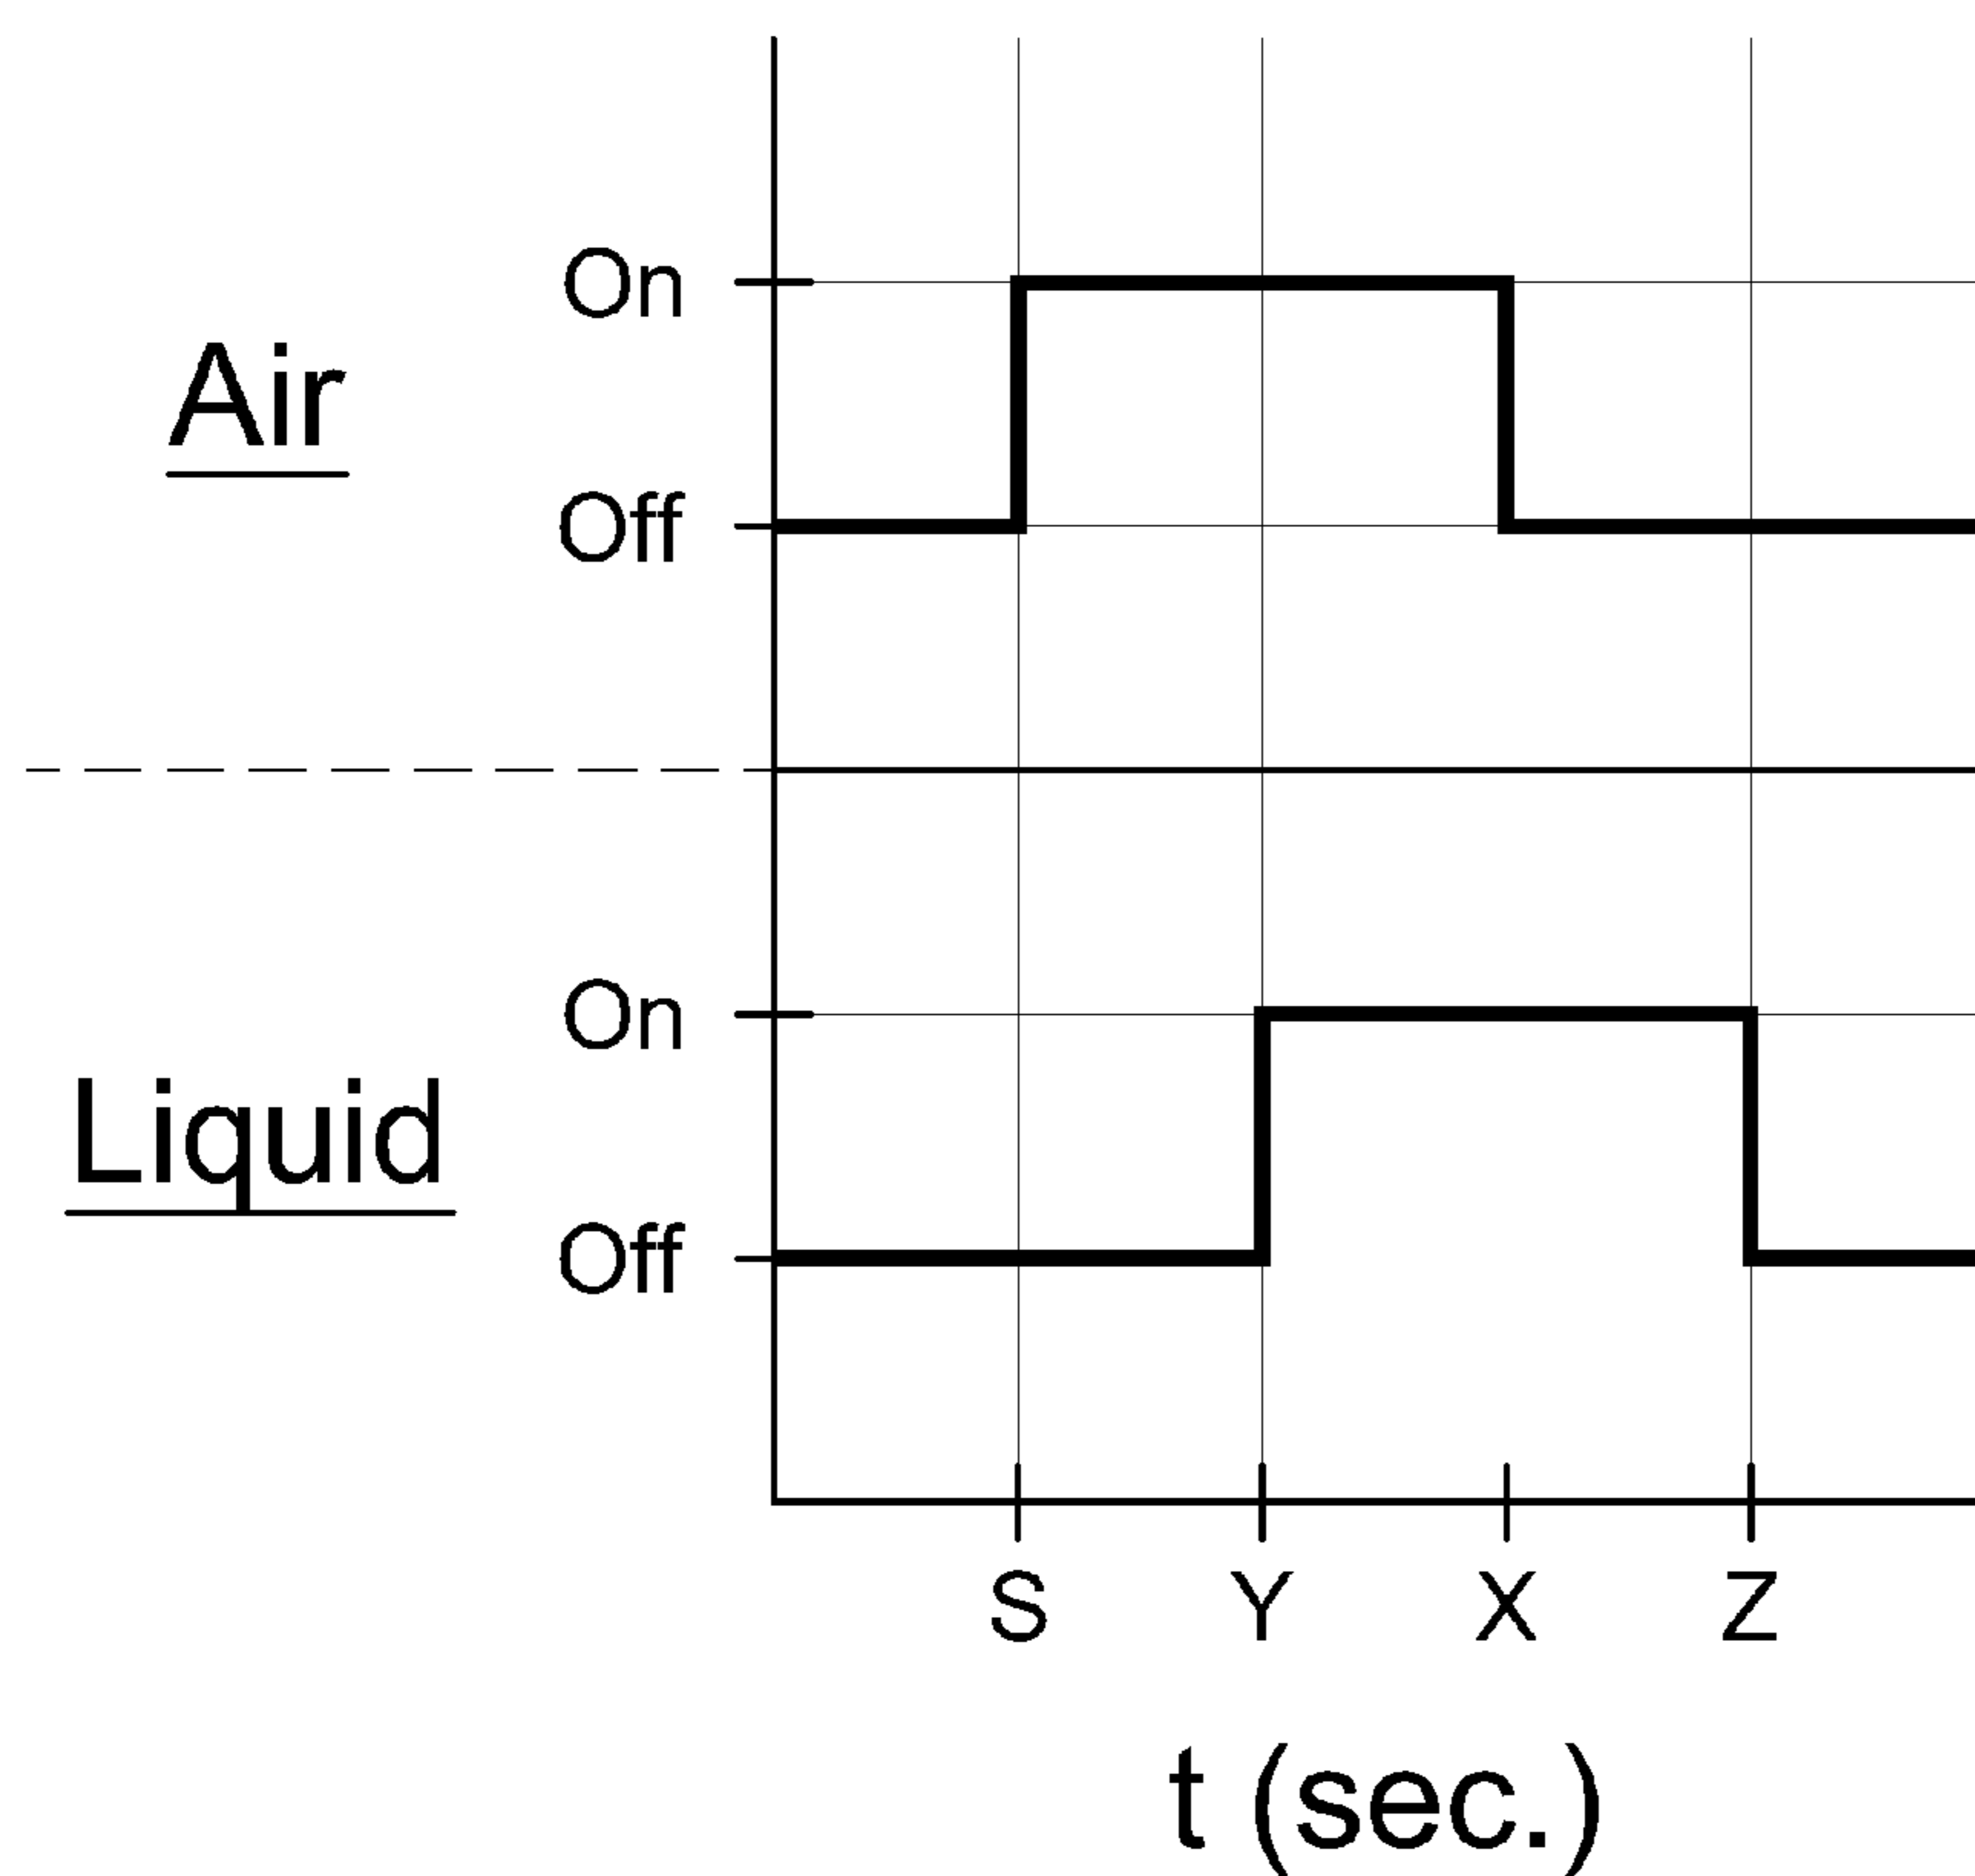 On
Air
Off
On
Liquid
Off
S Y X Z
t (sec.)